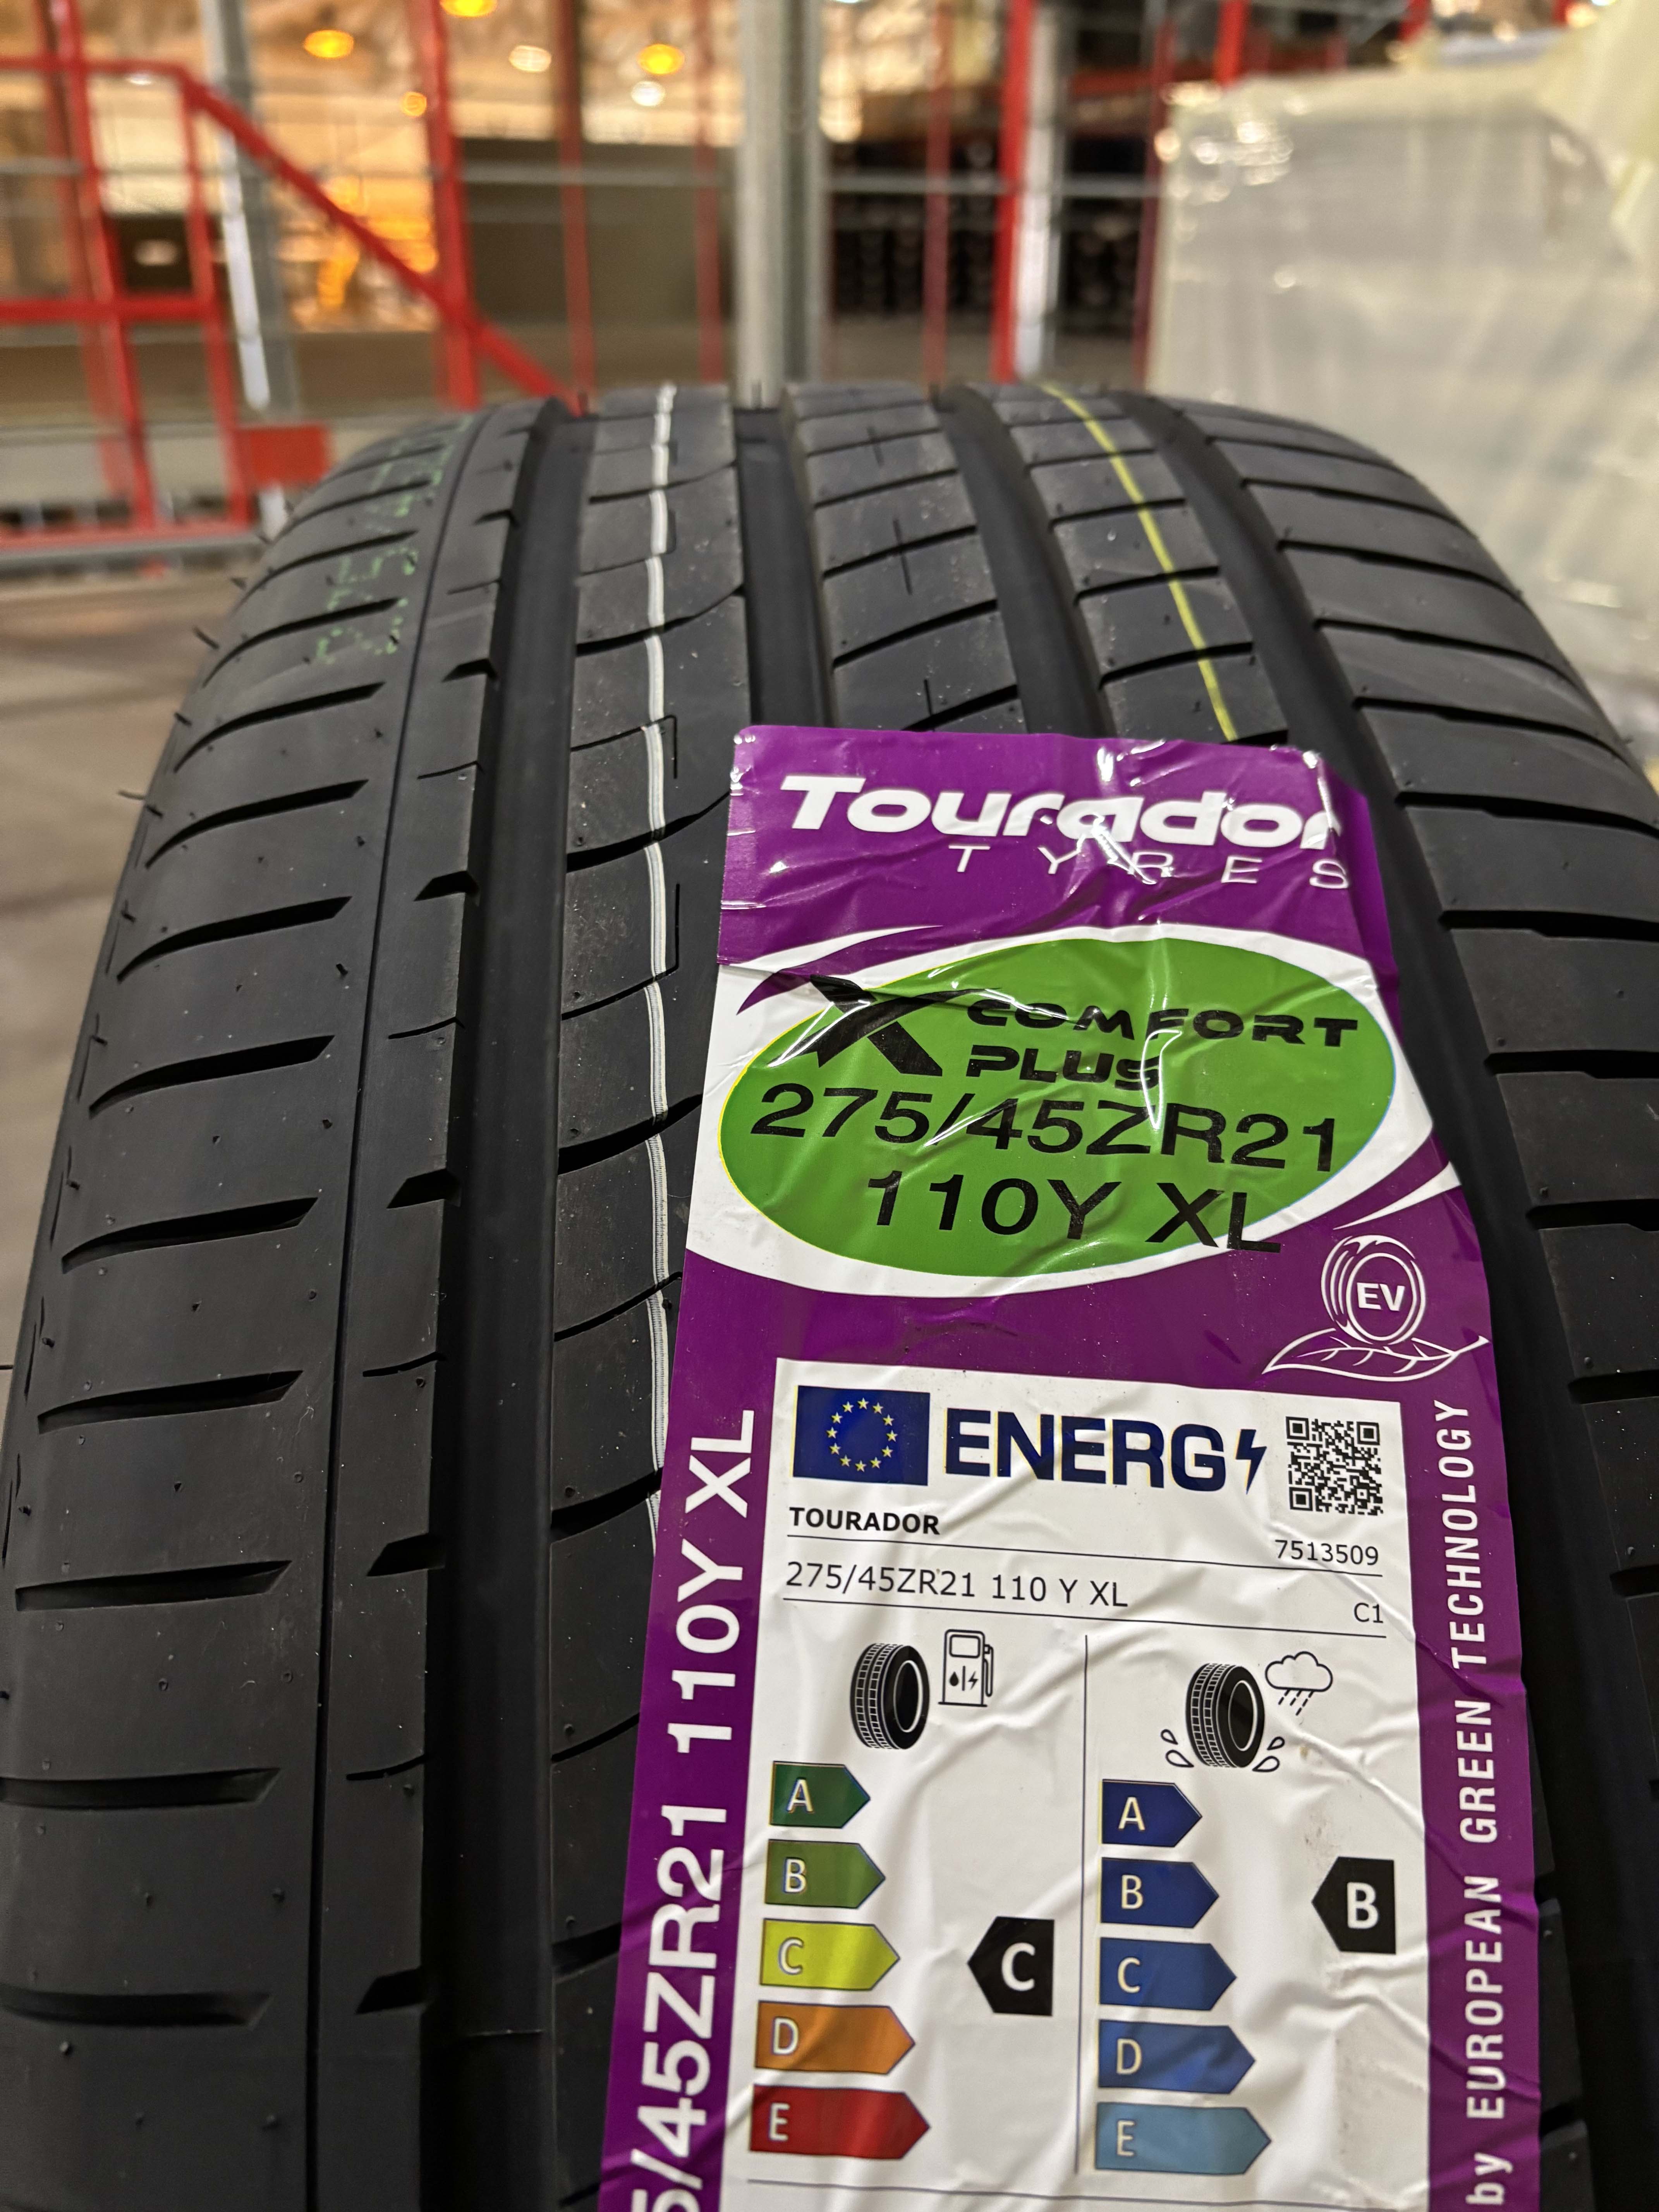 Tourador
TYRES
X COMFORT
PLUS
275/45ZR21
110Y XL
EV
ENERG
TOURADOR
7513509
275/45ZR21 110 Y XL
C1
A
B
C
D
E
C
A
B
C
D
E
B
5/45ZR21 110Y XL
by EUROPEAN GREEN TECHNOLOGY